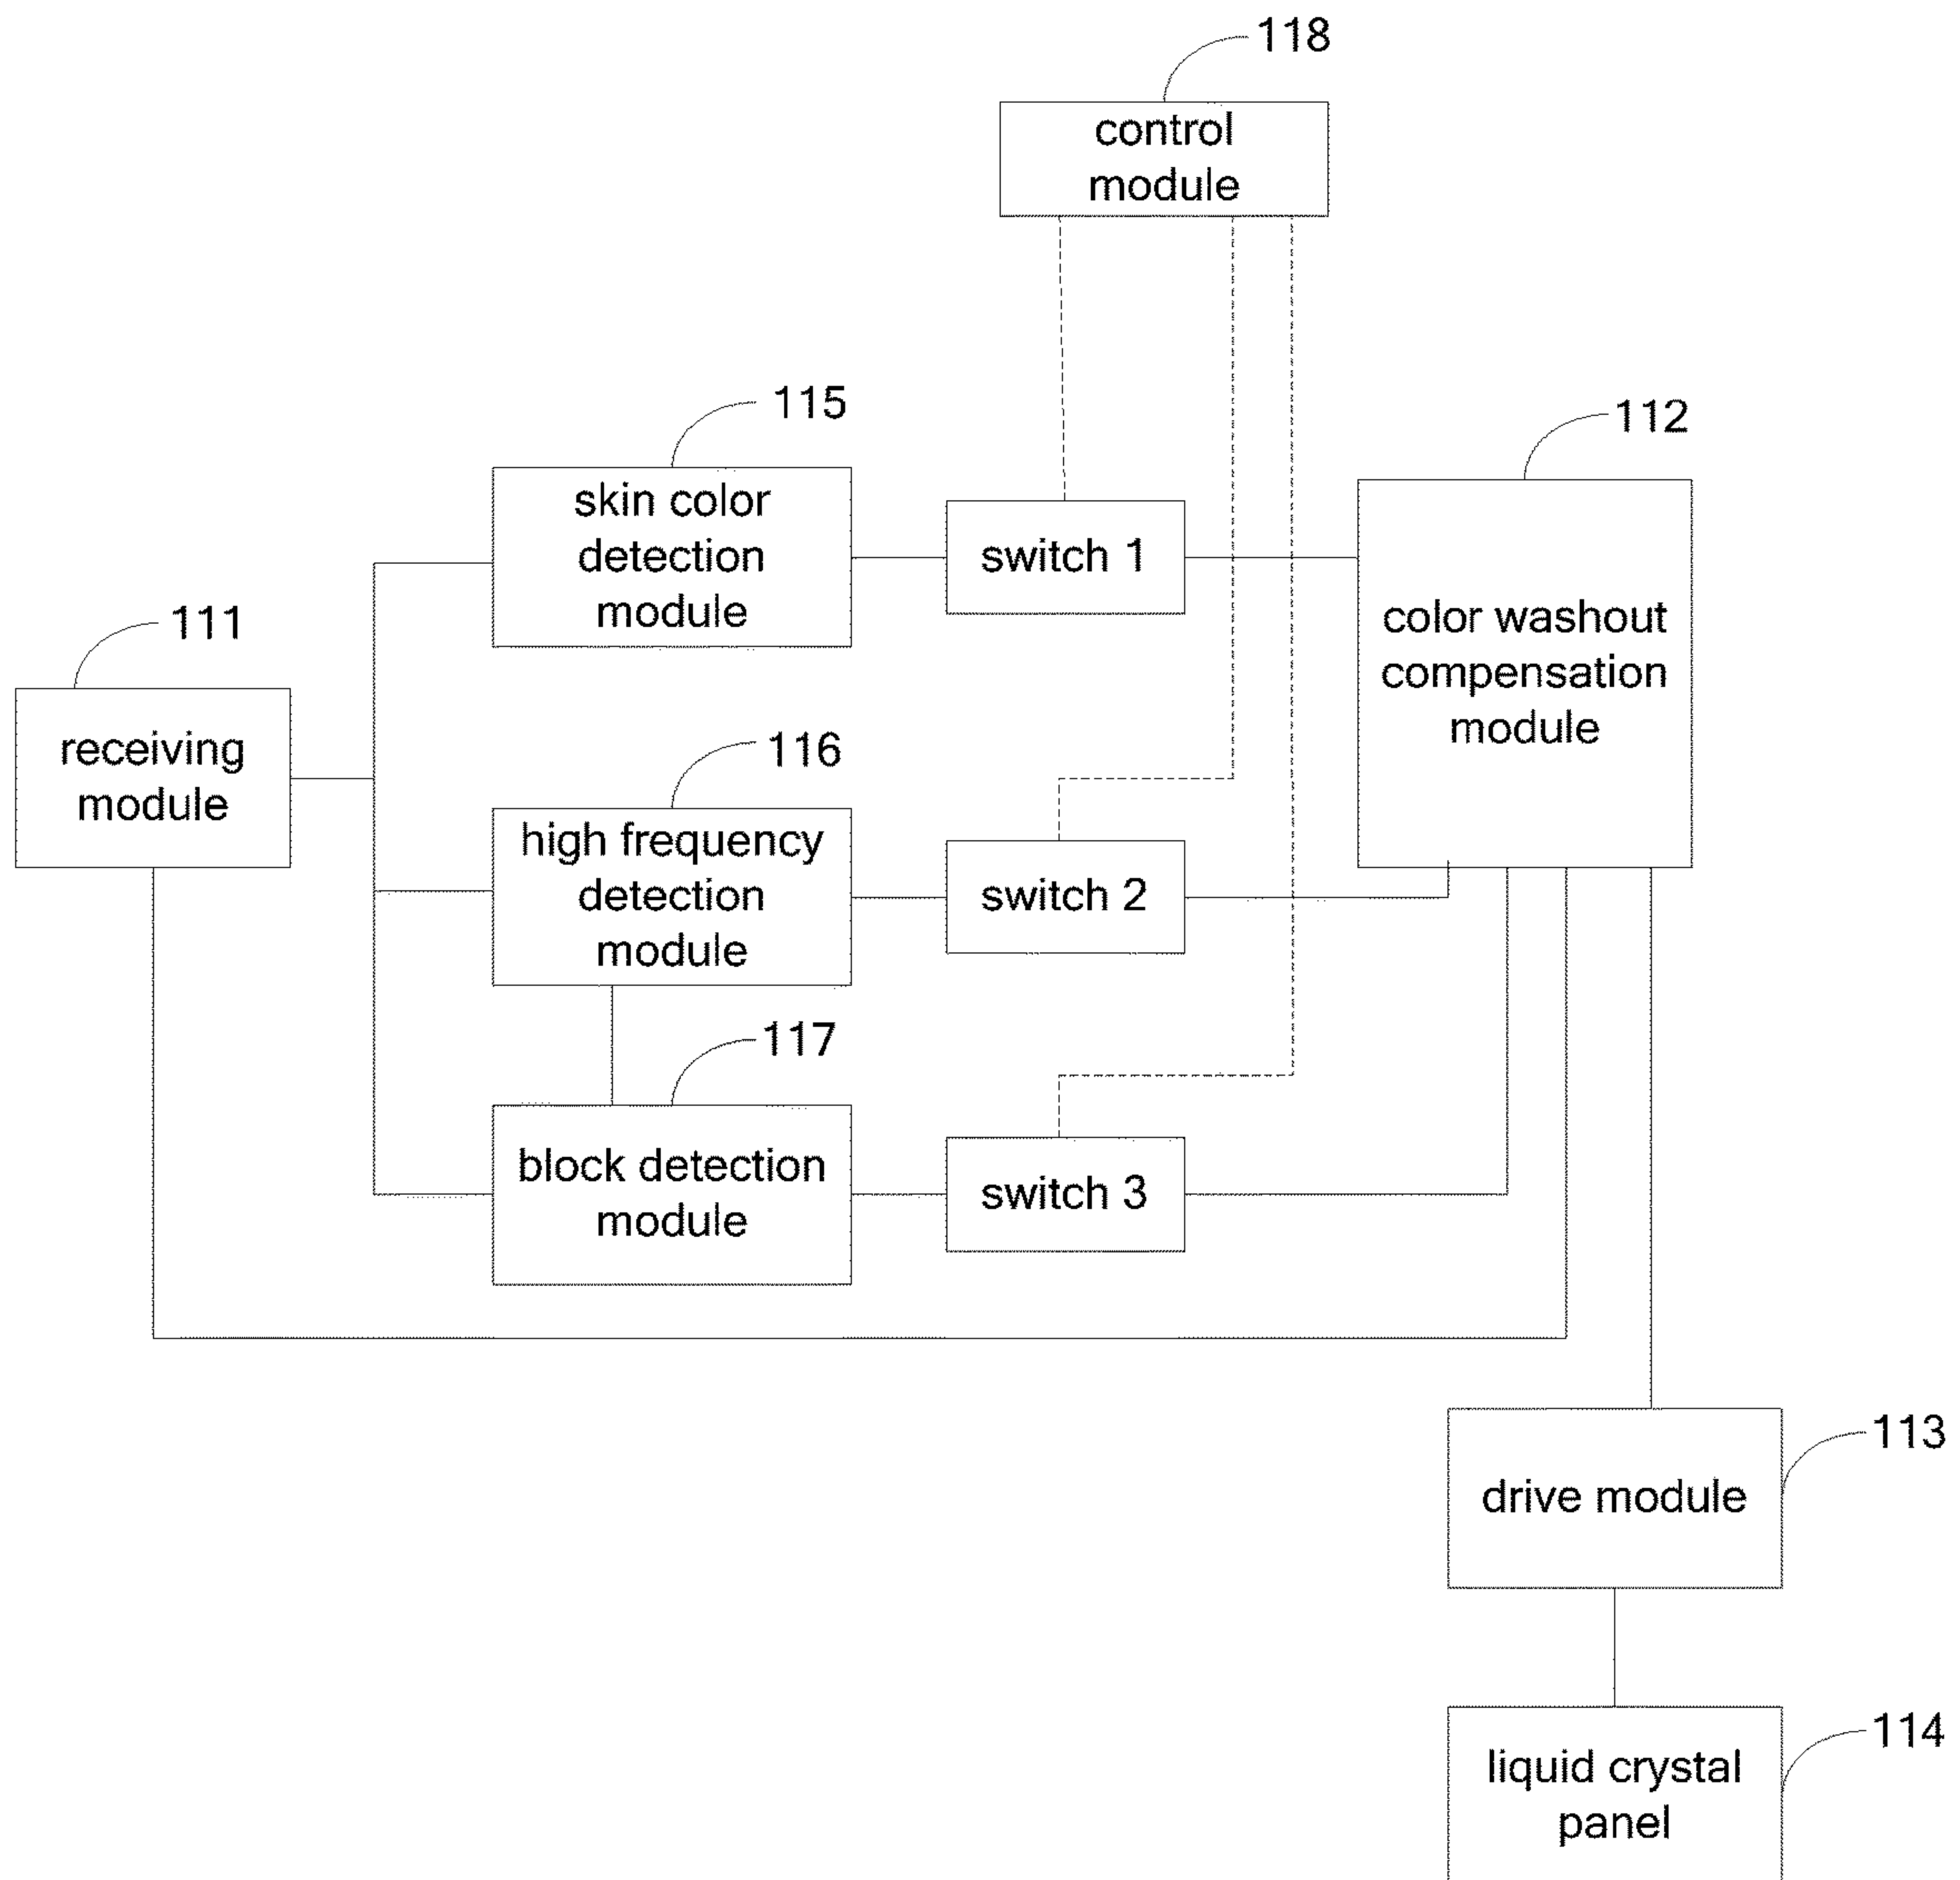 118
control
module
115
skin color
detection
module
switch 1
112
color washout
compensation
module
111
receiving
module
116
high frequency
detection
module
switch 2
117
block detection
module
switch 3
113
drive module
114
liquid crystal
panel